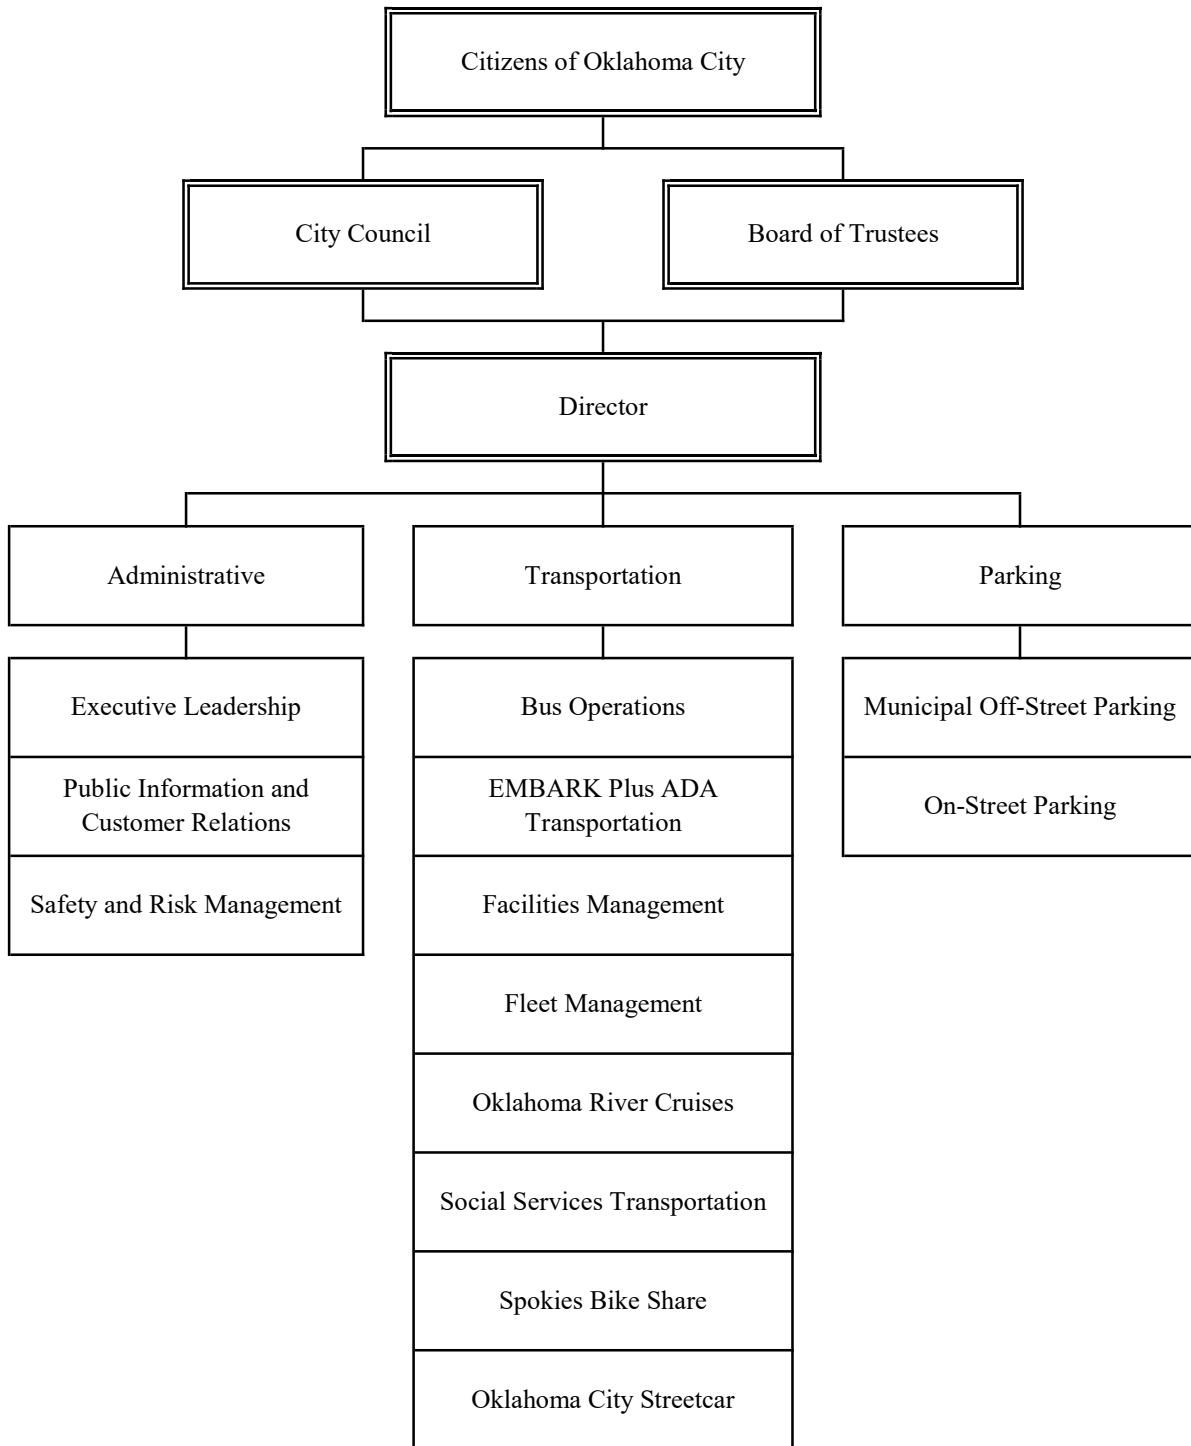 Citizens of Oklahoma City
City Council
Board of Trustees
Director
Administrative
Transportation
Parking
Executive Leadership
Public Information and
Customer Relations
Safety and Risk Management
Bus Operations
EMBARK Plus ADA
Transportation
Facilities Management
Fleet Management
Oklahoma River Cruises
Social Services Transportation
Spokies Bike Share
Oklahoma City Streetcar
Municipal Off-Street Parking
On-Street Parking